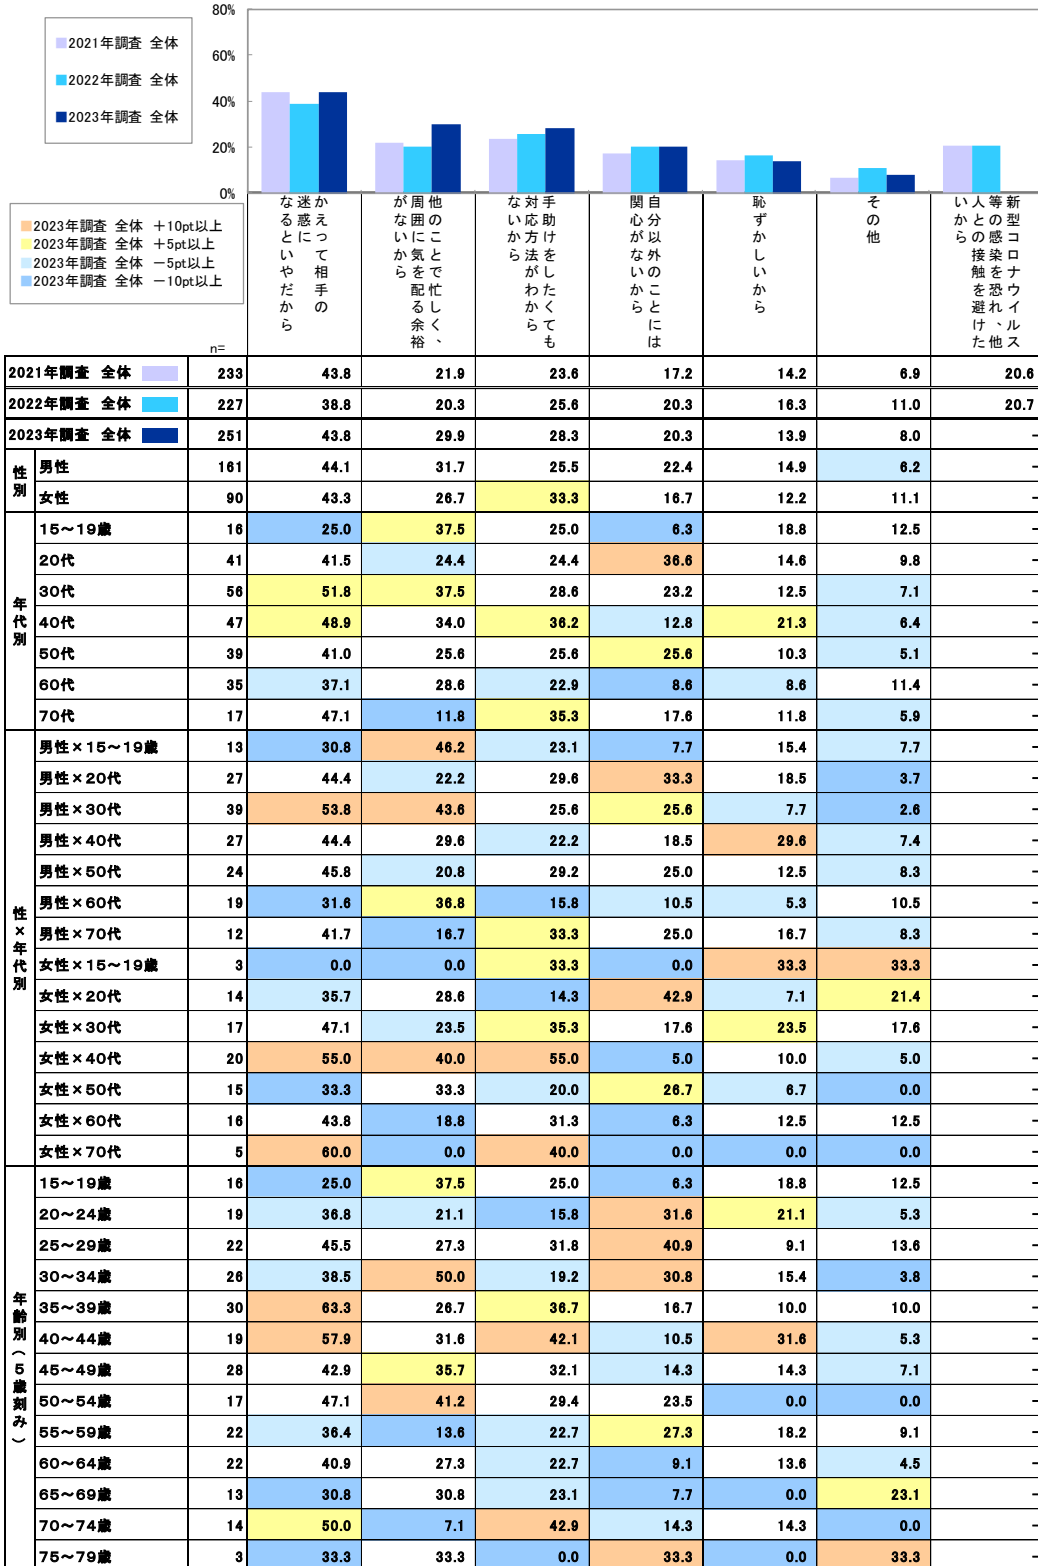 80%
60%
40%
20%
0%
2021年調査 全体
2022年調査 全体
2023年調査 全体
2023年調査 全体 +10pt以上
2023年調査 全体 +5pt以上
2023年調査 全体 -5pt以上
2023年調査 全体 -10pt以上
かえって相手の
迷惑に
なるといやだから
他のことで忙しく、
周囲に気を配る余裕
がないから
手助けをしたくても
対応方法がわから
ないから
自分以外のことには
関心がないから
恥ずかしいから
その他
新型コロナウイルス
等の感染を恐れ、他
人との接触を避けた
いから
n=
2021年調査 全体 233 43.8 21.9 23.6 17.2 14.2 6.9 20.6
2022年調査 全体 227 38.8 20.3 25.6 20.3 16.3 11.0 20.7
2023年調査 全体 251 43.8 29.9 28.3 20.3 13.9 8.0 -
性別
男性 161 44.1 31.7 25.5 22.4 14.9 6.2 -
女性 90 43.3 26.7 33.3 16.7 12.2 11.1 -
年代別
15~19歳 16 25.0 37.5 25.0 6.3 18.8 12.5 -
20代 41 41.5 24.4 24.4 36.6 14.6 9.8 -
30代 56 51.8 37.5 28.6 23.2 12.5 7.1 -
40代 47 48.9 34.0 36.2 12.8 21.3 6.4 -
50代 39 41.0 25.6 25.6 25.6 10.3 5.1 -
60代 35 37.1 28.6 22.9 8.6 8.6 11.4 -
70代 17 47.1 11.8 35.3 17.6 11.8 5.9 -
性×年代別
男性×15~19歳 13 30.8 46.2 23.1 7.7 15.4 7.7 -
男性×20代 27 44.4 22.2 29.6 33.3 18.5 3.7 -
男性×30代 39 53.8 43.6 25.6 25.6 7.7 2.6 -
男性×40代 27 44.4 29.6 22.2 18.5 29.6 7.4 -
男性×50代 24 45.8 20.8 29.2 25.0 12.5 8.3 -
男性×60代 19 31.6 36.8 15.8 10.5 5.3 10.5 -
男性×70代 12 41.7 16.7 33.3 25.0 16.7 8.3 -
女性×15~19歳 3 0.0 0.0 33.3 0.0 33.3 33.3 -
女性×20代 14 35.7 28.6 14.3 42.9 7.1 21.4 -
女性×30代 17 47.1 23.5 35.3 17.6 23.5 17.6 -
女性×40代 20 55.0 40.0 55.0 5.0 10.0 5.0 -
女性×50代 15 33.3 33.3 20.0 26.7 6.7 0.0 -
女性×60代 16 43.8 18.8 31.3 6.3 12.5 12.5 -
女性×70代 5 60.0 0.0 40.0 0.0 0.0 0.0 -
年齢別(5歳刻み)
15~19歳 16 25.0 37.5 25.0 6.3 18.8 12.5 -
20~24歳 19 36.8 21.1 15.8 31.6 21.1 5.3 -
25~29歳 22 45.5 27.3 31.8 40.9 9.1 13.6 -
30~34歳 26 38.5 50.0 19.2 30.8 15.4 3.8 -
35~39歳 30 63.3 26.7 36.7 16.7 10.0 10.0 -
40~44歳 19 57.9 31.6 42.1 10.5 31.6 5.3 -
45~49歳 28 42.9 35.7 32.1 14.3 14.3 7.1 -
50~54歳 17 47.1 41.2 29.4 23.5 0.0 0.0 -
55~59歳 22 36.4 13.6 22.7 27.3 18.2 9.1 -
60~64歳 22 40.9 27.3 22.7 9.1 13.6 4.5 -
65~69歳 13 30.8 30.8 23.1 7.7 0.0 23.1 -
70~74歳 14 50.0 7.1 42.9 14.3 14.3 0.0 -
75~79歳 3 33.3 33.3 0.0 33.3 0.0 33.3 -